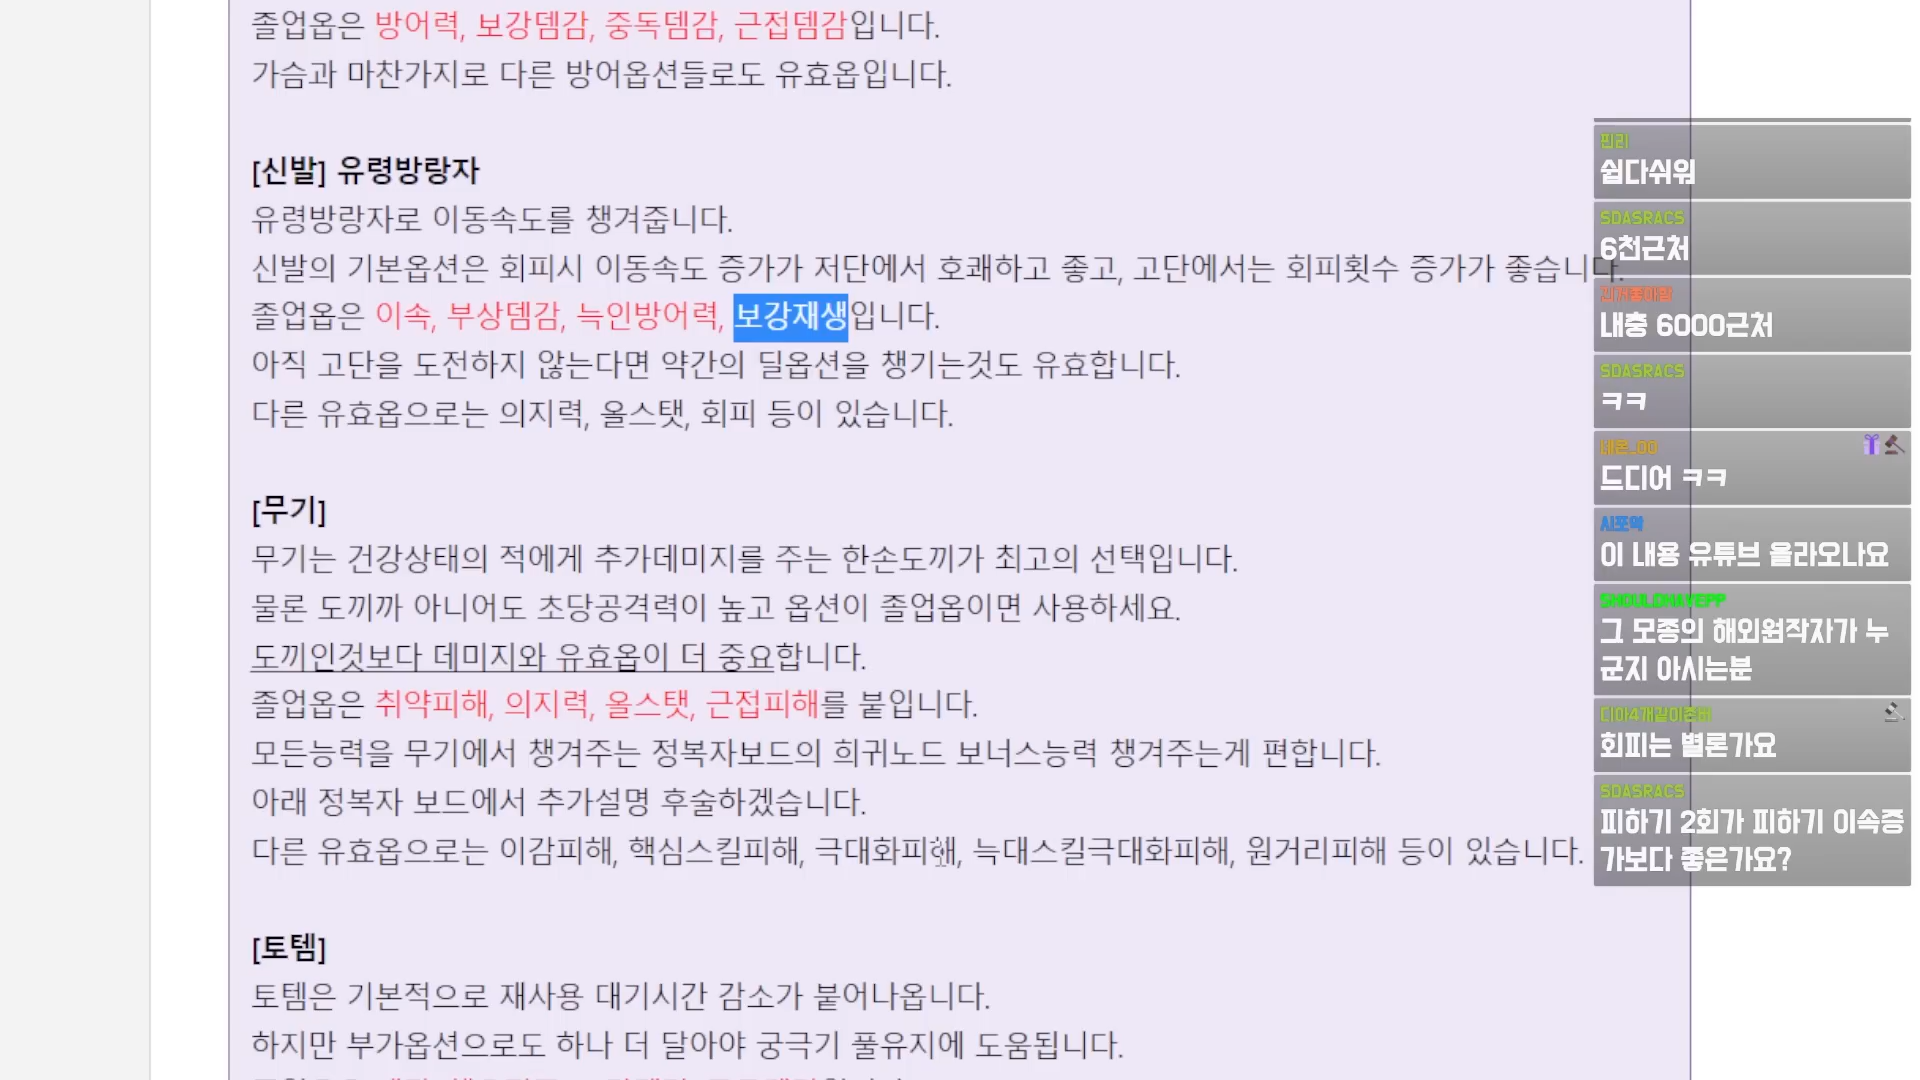 졸업옵은 방어력, 보강뎀감, 중독뎀감, 근접뎀감입니다.
가슴과 마찬가지로 다른 방어옵션들로도 유효옵입니다.
[신발] 유령방랑자
유령방랑자로 이동속도를 챙겨줍니다.
신발의 기본옵션은 회피시 이동속도 증가가 저단에서 호쾌하고 좋고, 고단에서는 회피횟수 증가가 좋습니다.
졸업옵은 이속, 부상뎀감, 늑인방어력, 보강재생입니다.
아직 고단을 도전하지 않는다면 약간의 딜옵션을 챙기는것도 유효합니다.
다른 유효옵으로는 의지력, 올스탯, 회피 등이 있습니다.
[무기]
무기는 건강상태의 적에게 추가데미지를 주는 한손도끼가 최고의 선택입니다.
물론 도끼까 아니어도 초당공격력이 높고 옵션이 졸업옵이면 사용하세요.
도끼인것보다 데미지와 유효옵이 더 중요합니다.
졸업옵은 취약피해, 의지력, 올스탯, 근접피해를 붙입니다.
모든능력을 무기에서 챙겨주는 정복자보드의 희귀노드 보너스능력 챙겨주는게 편합니다.
아래 정복자 보드에서 추가설명 후술하겠습니다.
다른 유효옵으로는 이감피해, 핵심스킬피해, 극대화피해, 늑대스킬극대화피해, 원거리피해 등이 있습니다.
[토템]
토템은 기본적으로 재사용 대기시간 감소가 붙어나옵니다.
하지만 부가옵션으로도 하나 더 달아야 궁극기 풀유지에 도움됩니다.
핀리
쉽다쉬워
SDASRACS
6천근처
내충 6000근처
SDASRACS
ㅋㅋ
데몬_00
드디어 ㅋㅋ
AI포악
이 내용 유튜브 올라오나요
SHOULDHAVEPP
그 모종의 해외원작자가 누
군지 아시는분
회피는 별론가요
SDASRACS
피하기 2회가 피하기 이속증
가보다 좋은가요?